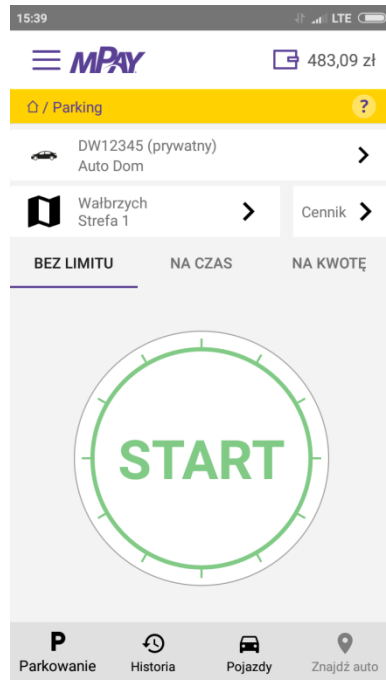 15:39 LTE
mPAY 483,09 zł
/ Parking ?
DW12345 (prywatny)
Auto Dom
Wałbrzych
Strefa 1
Cennik
BEZ LIMITU NA CZAS NA KWOTĘ
START
P
Parkowanie Historia Pojazdy Znajdź auto